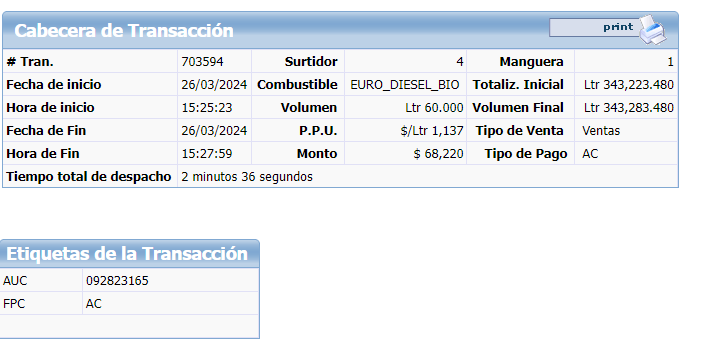 Cabecera de Transacción print
# Tran. 703594 Surtidor 4 Manguera 1
Fecha de inicio 26/03/2024 Combustible EURO_DIESEL_BIO Totaliz. Inicial Ltr 343,223.480
Hora de inicio 15:25:23 Volumen Ltr 60.000 Volumen Final Ltr 343,283.480
Fecha de Fin 26/03/2024 P.P.U. $/Ltr 1,137 Tipo de Venta Ventas
Hora de Fin 15:27:59 Monto $ 68,220 Tipo de Pago AC
Tiempo total de despacho 2 minutos 36 segundos
Etiquetas de la Transacción
AUC 092823165
FPC AC